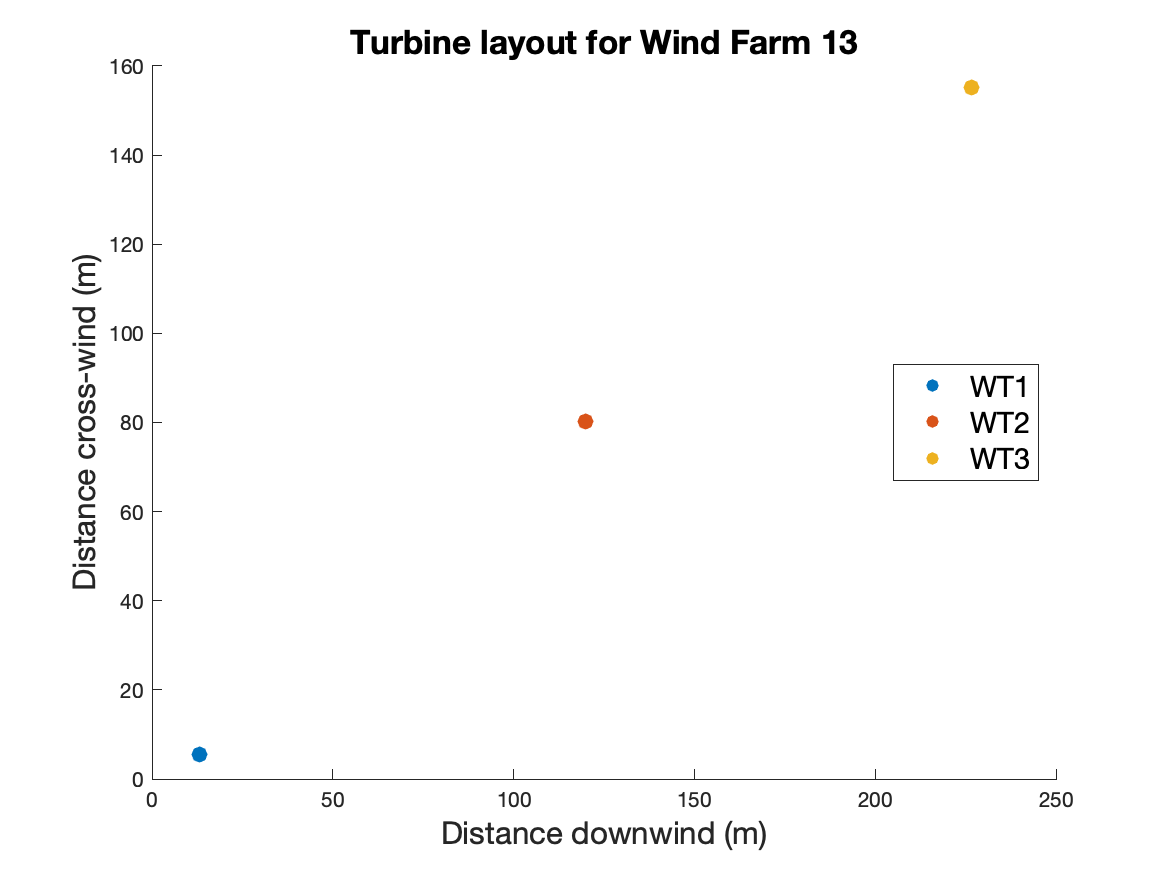 Turbine layout for Wind Farm 13
160
140
120
100
80
60
40
20
0
Distance cross-wind (m)
WT1
WT2
WT3
0 50 100 150 200 250
Distance downwind (m)